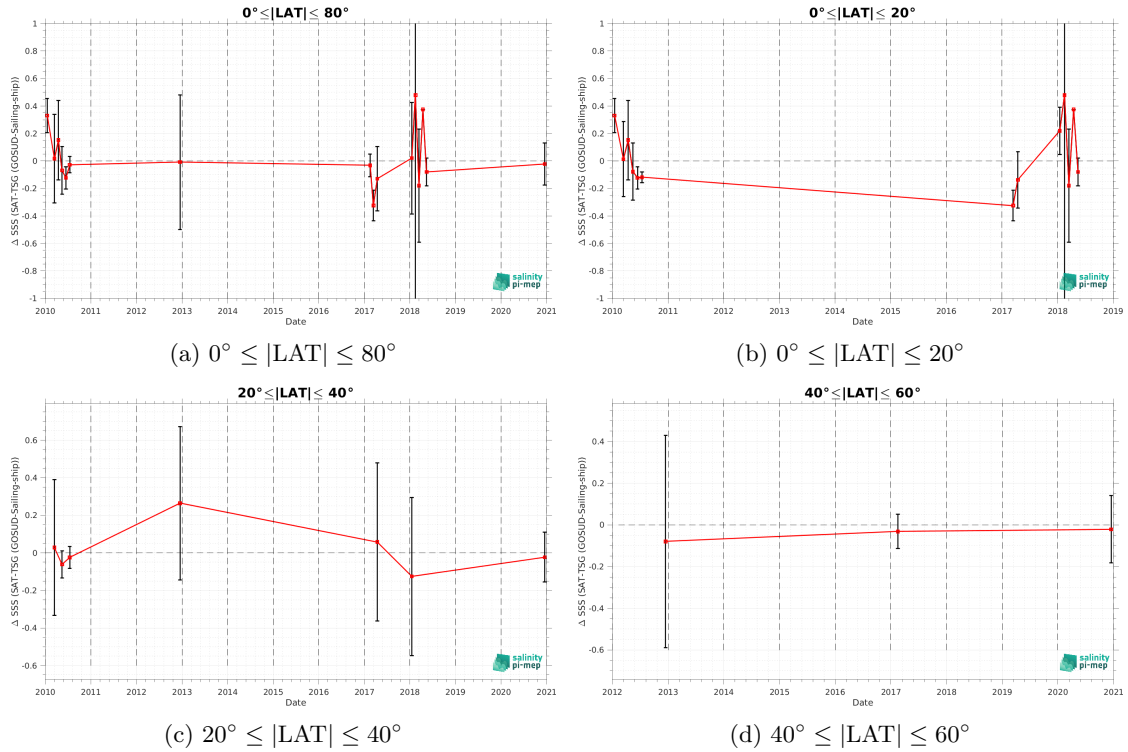 0°≤|LAT|≤ 80°
Δ SSS (SAT-TSG (GOSUD-Sailing-ship))
1
0.8
0.6
0.4
0.2
0
-0.2
-0.4
-0.6
-0.8
-1
2010 2011 2012 2013 2014 2015 2016 2017 2018 2019 2020 2021
Date
salinity
pi-mep
(a) 0° ≤ |LAT| ≤ 80°
0°≤|LAT|≤ 20°
Δ SSS (SAT-TSG (GOSUD-Sailing-ship))
1
0.8
0.6
0.4
0.2
0
-0.2
-0.4
-0.6
-0.8
-1
2010 2011 2012 2013 2014 2015 2016 2017 2018 2019
Date
salinity
pi-mep
(b) 0° ≤ |LAT| ≤ 20°
20°≤|LAT|≤ 40°
Δ SSS (SAT-TSG (GOSUD-Sailing-ship))
0.6
0.4
0.2
0
-0.2
-0.4
-0.6
2010 2011 2012 2013 2014 2015 2016 2017 2018 2019 2020 2021
Date
salinity
pi-mep
(c) 20° ≤ |LAT| ≤ 40°
40°≤|LAT|≤ 60°
Δ SSS (SAT-TSG (GOSUD-Sailing-ship))
0.4
0.2
0
-0.2
-0.4
-0.6
2012 2013 2014 2015 2016 2017 2018 2019 2020 2021
Date
salinity
pi-mep
(d) 40° ≤ |LAT| ≤ 60°